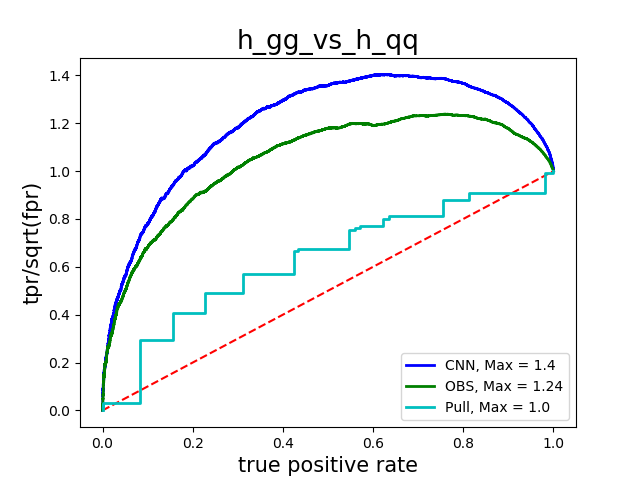 h_gg_vs_h_qq
tpr/sqrt(fpr)
1.4
1.2
1.0
0.8
0.6
0.4
0.2
0.0
CNN, Max = 1.4
OBS, Max = 1.24
Pull, Max = 1.0
0.0 0.2 0.4 0.6 0.8 1.0
true positive rate